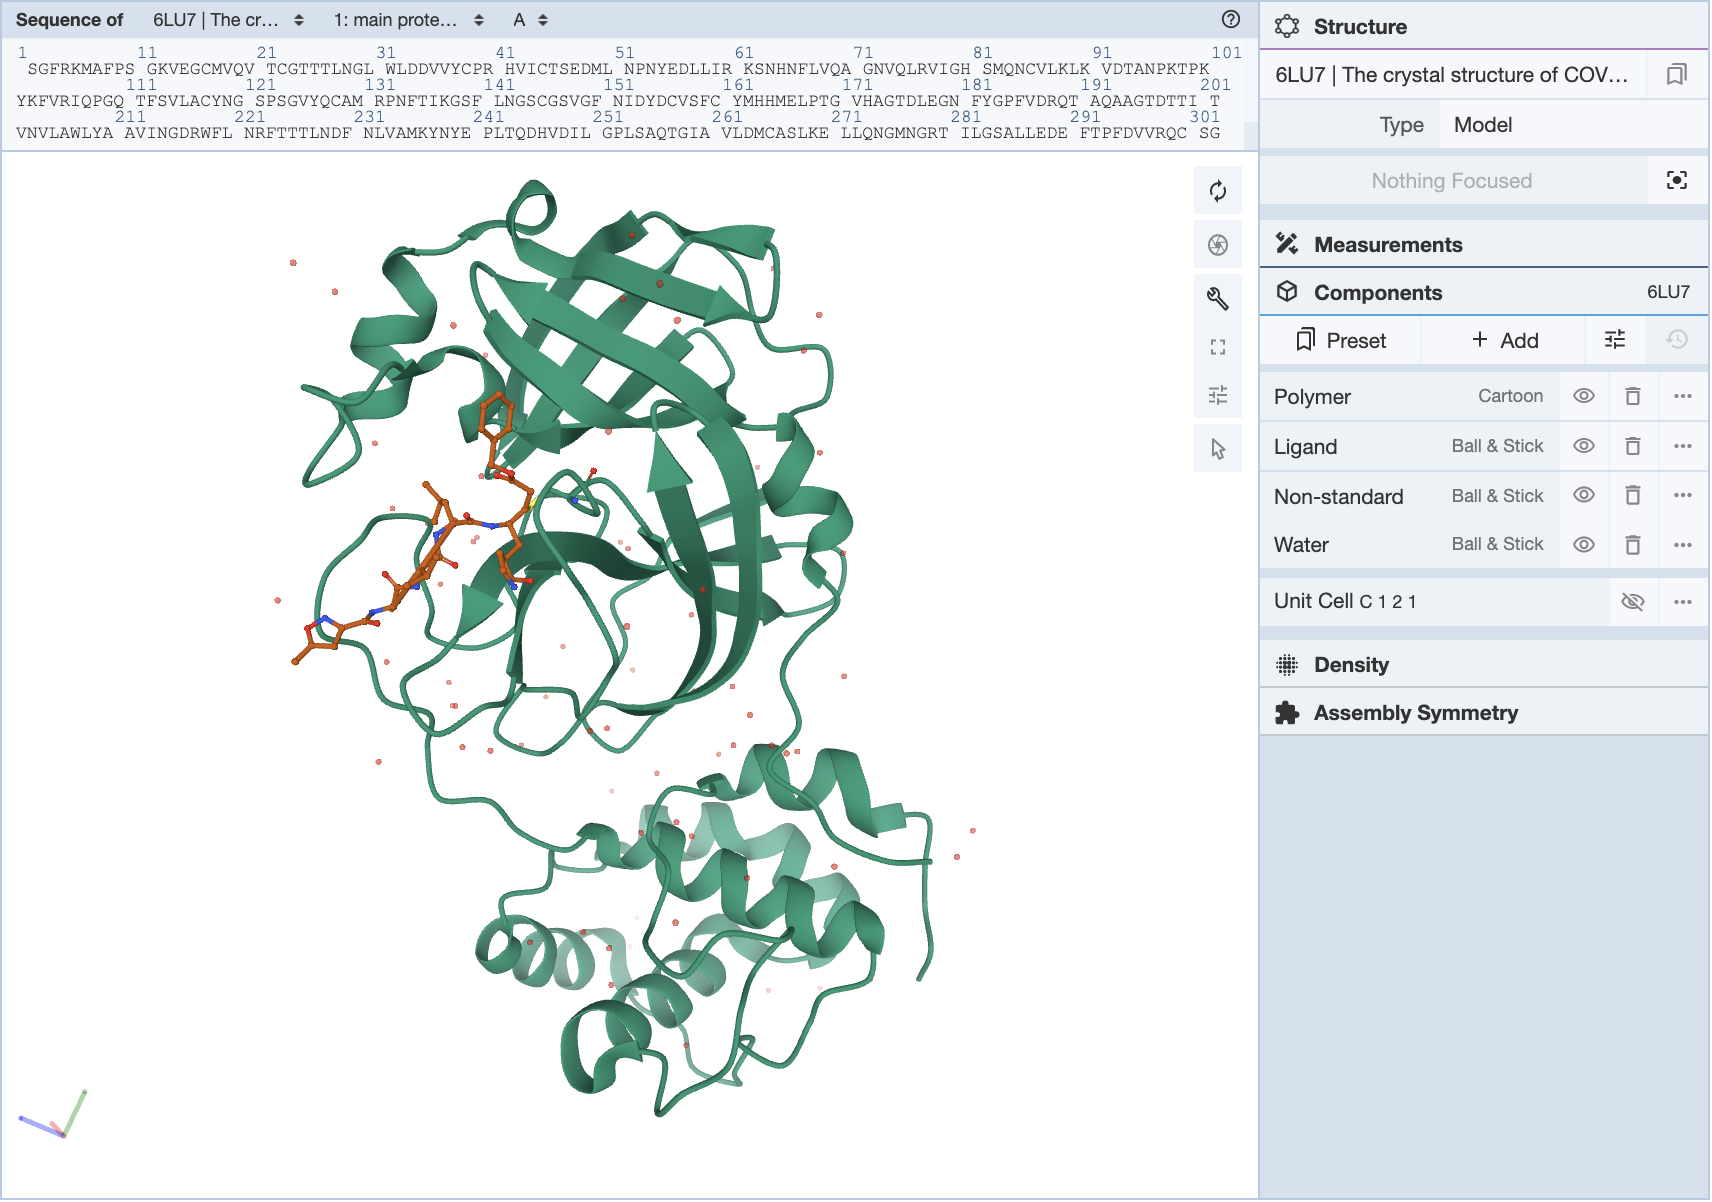 Sequence of 6LU7 | The cr... 1: main prote... A
1 11 21 31 41 51 61 71 81 91 101
SGFRKMAFPS GKVEGCMVQV TCGTTTLNGL WLDDVVYCPR HVICTSEDML NPNYEDLLIR KSNHNFLVQA GNVQLRVIGH SMQNCVLKLK VDTANPKTPK
111 121 131 141 151 161 171 181 191 201
YKFVRIQPGQ TFSVLACYNG SPSGVYQCAM RPNFTIKGSF LNGSCGSVGF NIDYDCVSFC YMHHMELPTG VHAGTDLEGN FYGPFVDRQT AQAAGTDTTI T
211 221 231 241 251 261 271 281 291 301
VNVLAWLYA AVINGDRWFL NRFTTTLNDF NLVAMKYNYE PLTQDHVDIL GPLSAQTGIA VLDMCASLKE LLQNGMNGRT ILGSALLEDE FTPFDVVRQC SG
Structure
6LU7 | The crystal structure of COV...
Type Model
Nothing Focused
Measurements
Components 6LU7
Preset + Add
Polymer Cartoon
Ligand Ball & Stick
Non-standard Ball & Stick
Water Ball & Stick
Unit Cell C 1 2 1
Density
Assembly Symmetry